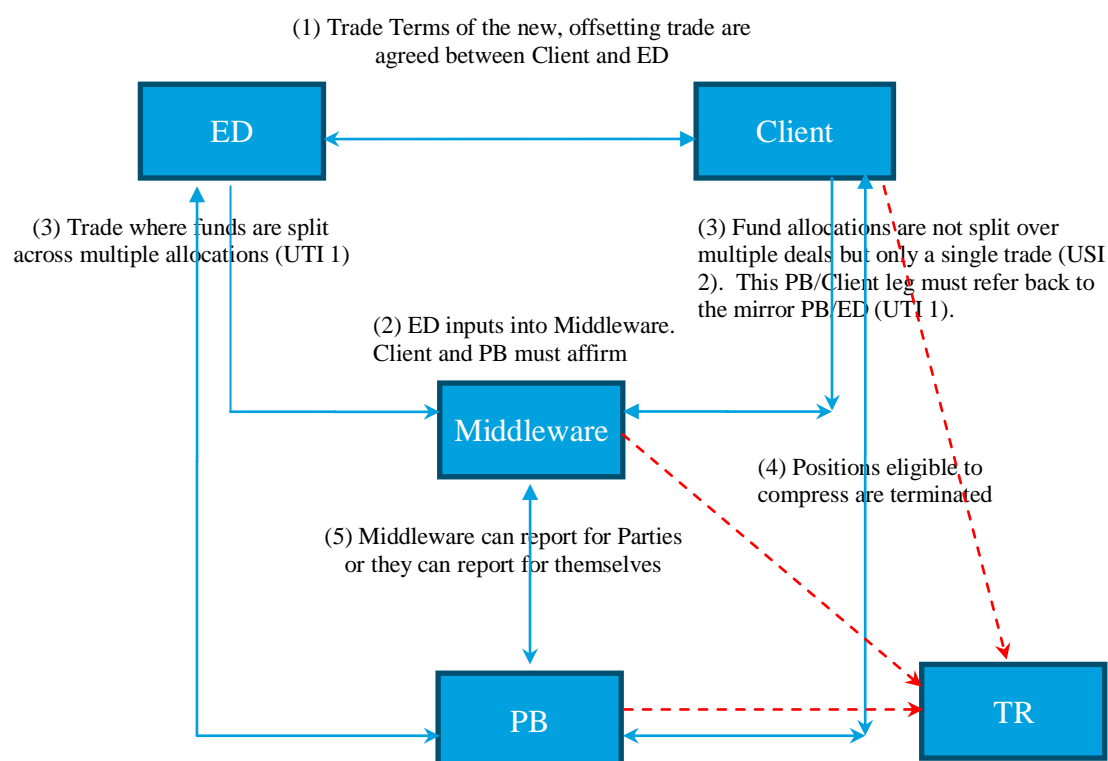 (1) Trade Terms of the new, offsetting trade are
agreed between Client and ED
ED
Client
(3) Trade where funds are split
across multiple allocations (UTI 1)
(3) Fund allocations are not split over
multiple deals but only a single trade (USI
2). This PB/Client leg must refer back to
the mirror PB/ED (UTI 1).
(2) ED inputs into Middleware.
Client and PB must affirm
Middleware
(4) Positions eligible to
compress are terminated
(5) Middleware can report for Parties
or they can report for themselves
PB
TR